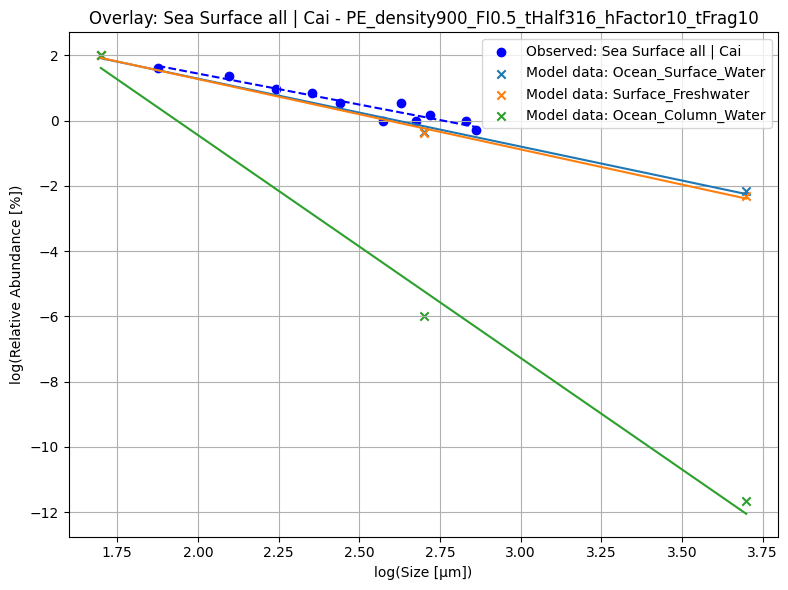 Overlay: Sea Surface all | Cai - PE_density900_FI0.5_tHalf316_hFactor10_tFrag10
Observed: Sea Surface all | Cai
Model data: Ocean_Surface_Water
Model data: Surface_Freshwater
Model data: Ocean_Column_Water
log(Relative Abundance [%])
2
0
−2
−4
−6
−8
−10
−12
1.75
2.00
2.25
2.50
2.75
3.00
3.25
3.50
3.75
log(Size [μm])